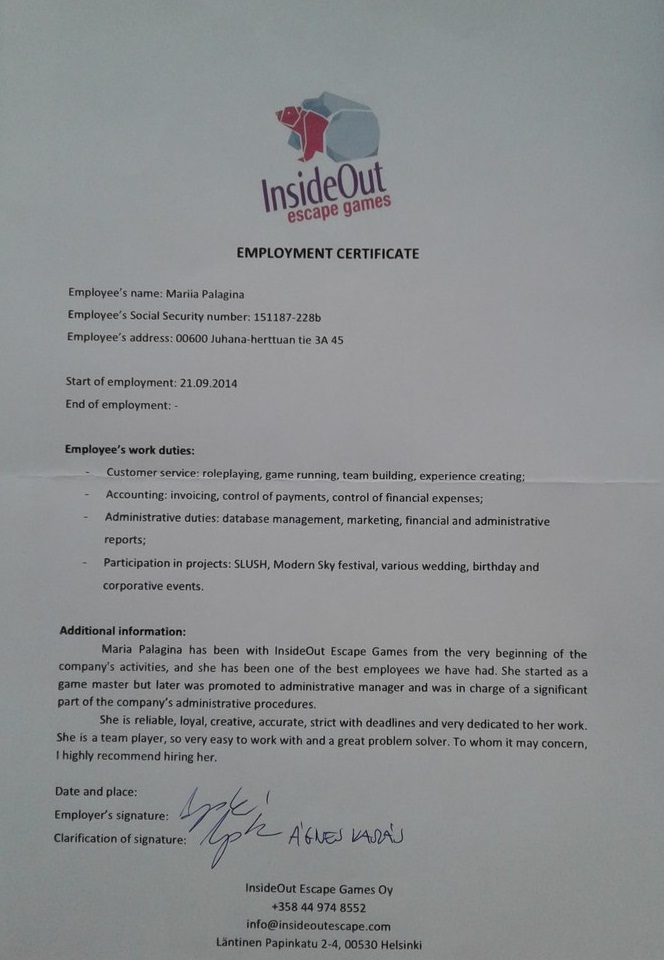 InsideOut
escape games
EMPLOYMENT CERTIFICATE
Employee's name: Mariia Palagina
Employee's Social Security number: 151187-228b
Employee's address: 00600 Juhana-herttuan tie 3A 45
Start of employment: 21.09.2014
End of employment: -
Employee's work duties:
- Customer service: roleplaying, game running, team building, experience creating;
- Accounting: invoicing, control of payments, control of financial expenses;
- Administrative duties: database management, marketing, financial and administrative
reports;
- Participation in projects: SLUSH, Modern Sky festival, various wedding, birthday and
corporative events.
Additional information:
Maria Palagina has been with InsideOut Escape Games from the very beginning of the
company's activities, and she has been one of the best employees we have had. She started as a
game master but later was promoted to administrative manager and was in charge of a significant
part of the company's administrative procedures.
She is reliable, loyal, creative, accurate, strict with deadlines and very dedicated to her work.
She is a team player, so very easy to work with and a great problem solver. To whom it may concern,
I highly recommend hiring her.
Date and place:
Employer's signature:
Clarification of signature: ÁGNES
InsideOut Escape Games Oy
+358 44 974 8552
info@insideoutescape.com
Läntinen Papinkatu 2-4, 00530 Helsinki